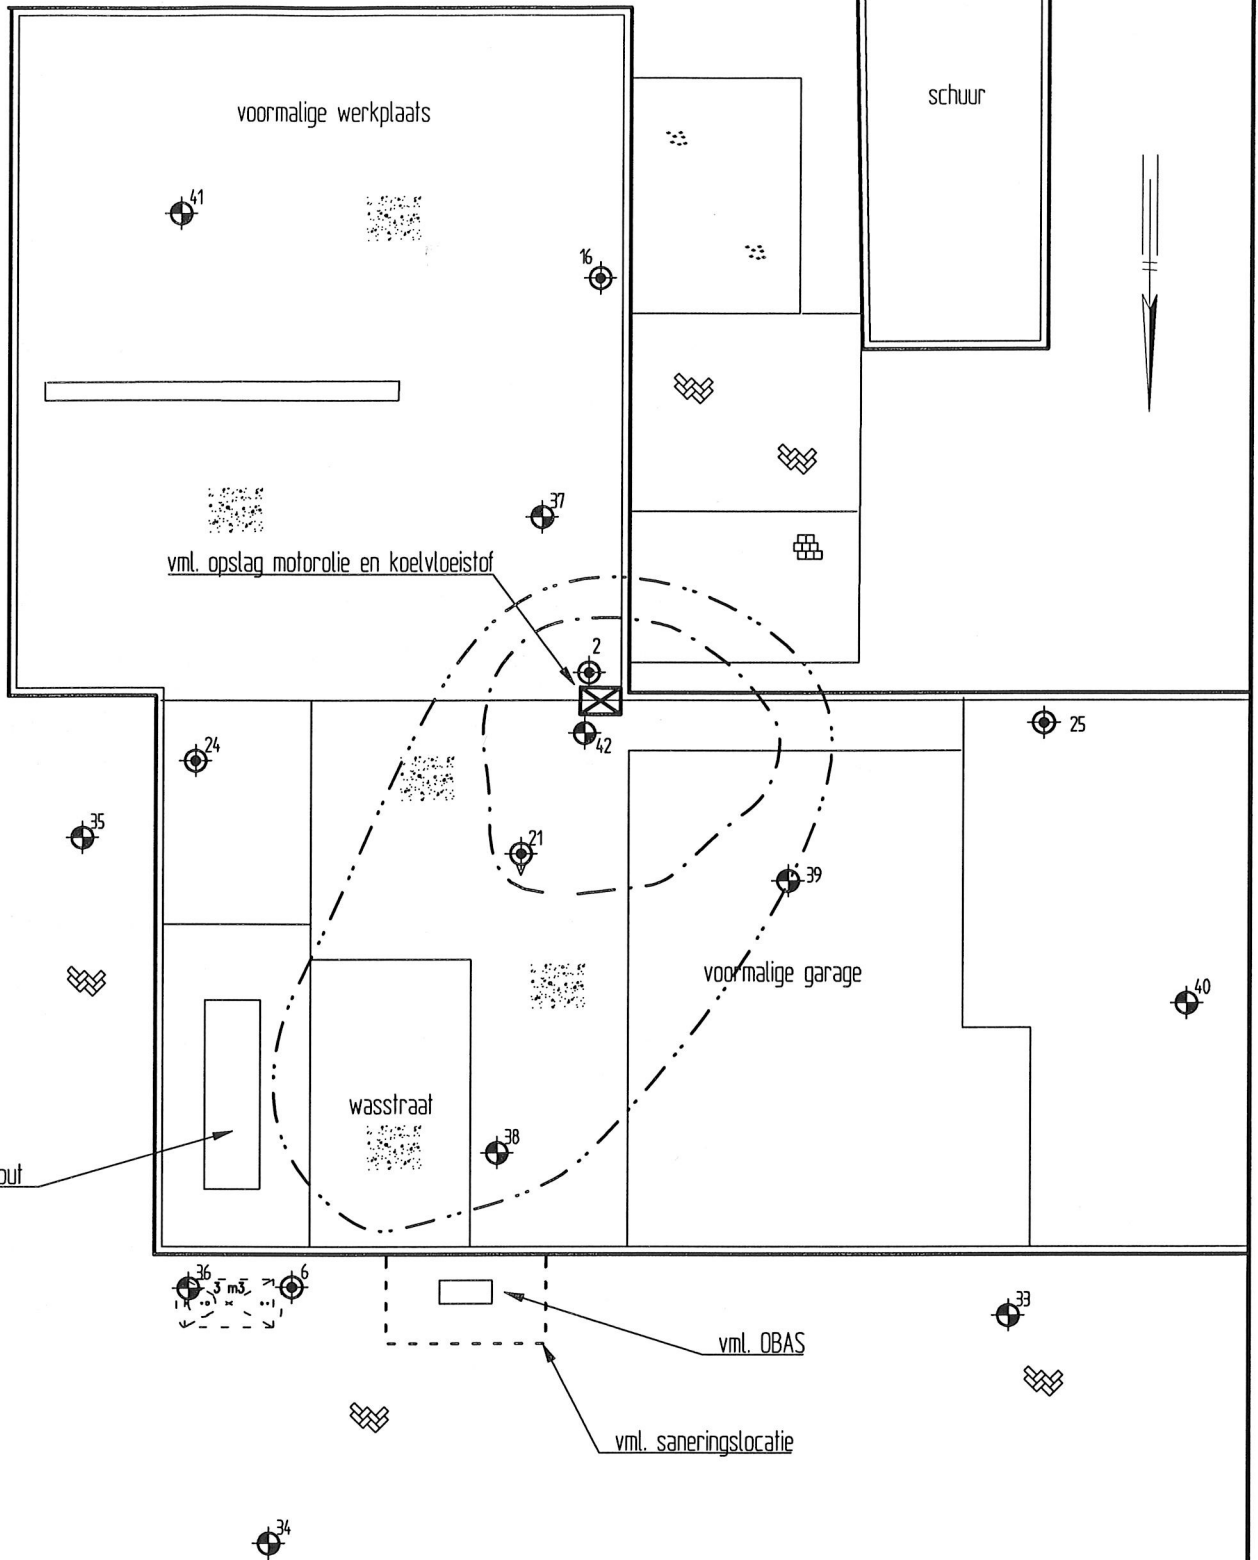 voormalige werkplaats
schuur
41
16
37
vml. opslag motorolie en koelvloeistof
2
42
25
24
35
21
39
voormalige garage
40
wasstraat
38
36
3 m3
6
33
vml. OBAS
vml. saneringslocatie
34